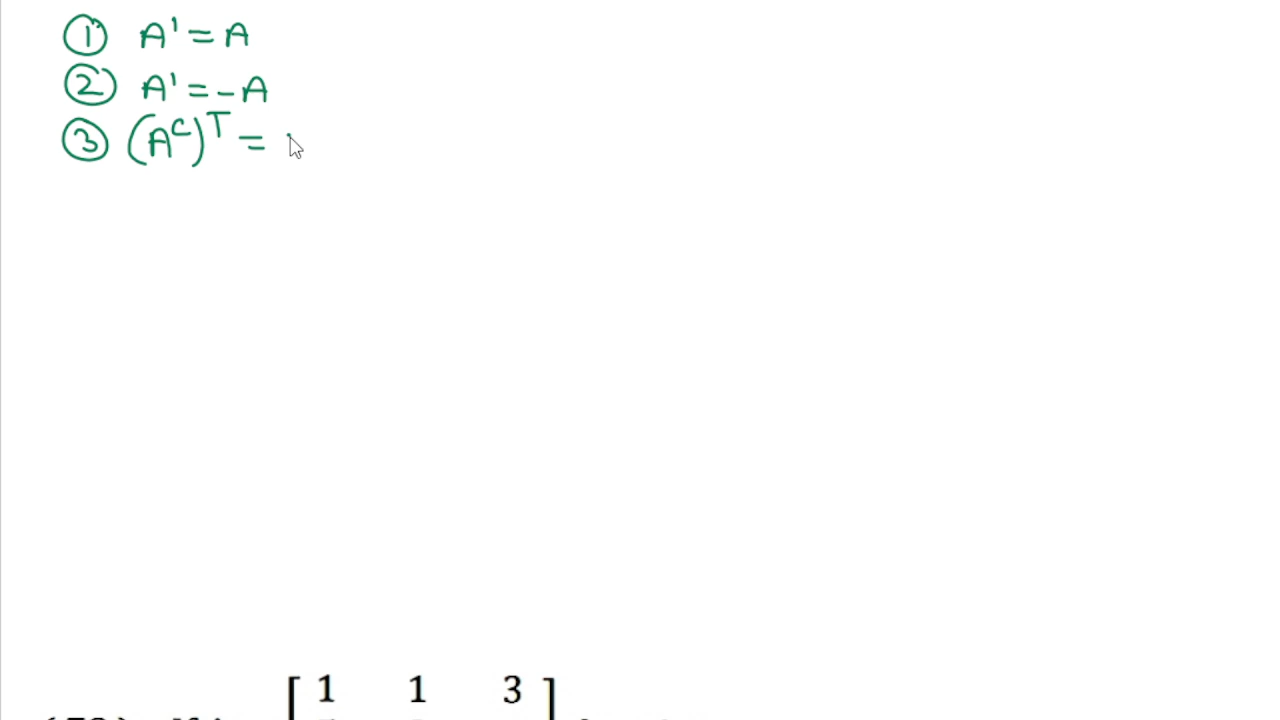 ① A' = A
② A' = -A
③ (A^C)^T =
[ 1 1 3 ]